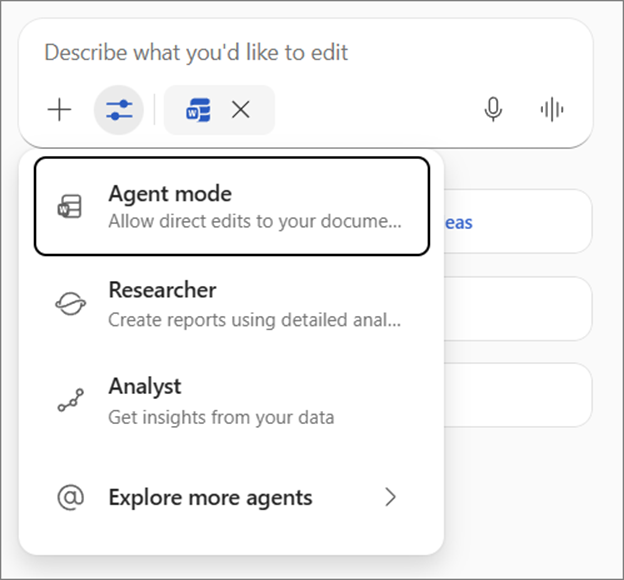 Describe what you'd like to edit
W
Agent mode
W
Allow direct edits to your docume...
eas
Researcher
Create reports using detailed anal...
Analyst
Get insights from your data
@ Explore more agents